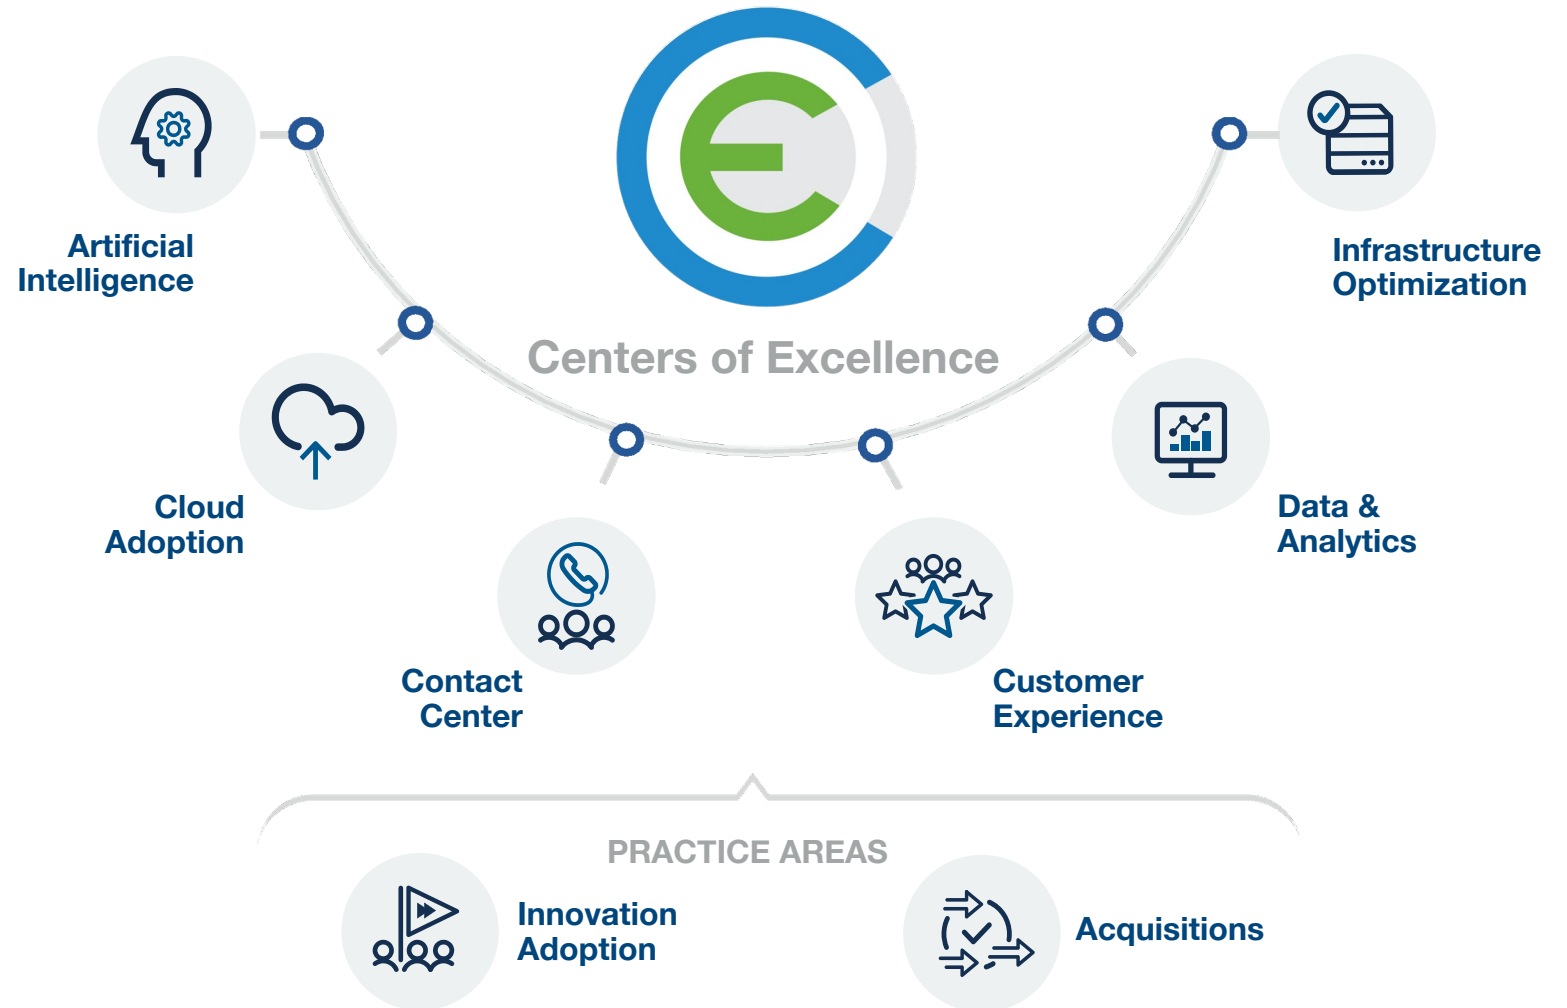 Artificial
Intelligence
Infrastructure
Optimization
Centers of Excellence
Cloud
Adoption
Data &
Analytics
Contact
Center
Customer
Experience
PRACTICE AREAS
Innovation
Adoption
Acquisitions